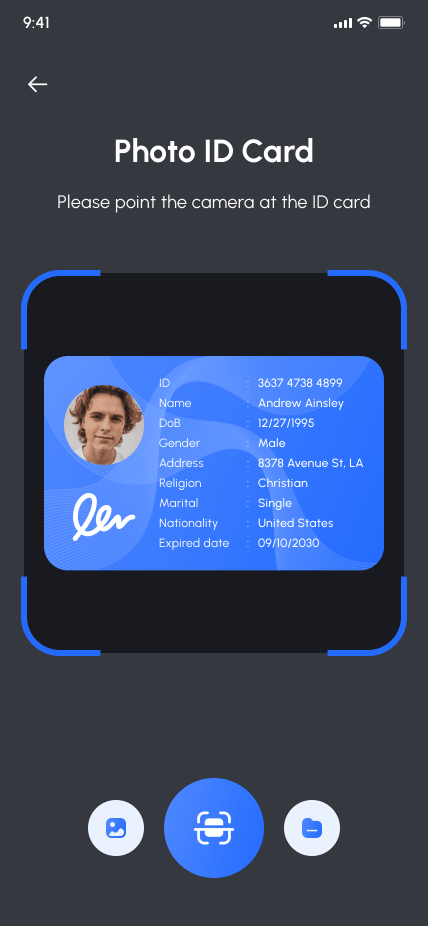 9:41
Photo ID Card
Please point the camera at the ID card
ID : 3637 4738 4899
Name : Andrew Ainsley
DoB : 12/27/1995
Gender : Male
Address : 8378 Avenue St, LA
Religion : Christian
Marital : Single
Nationality : United States
Expired date : 09/10/2030